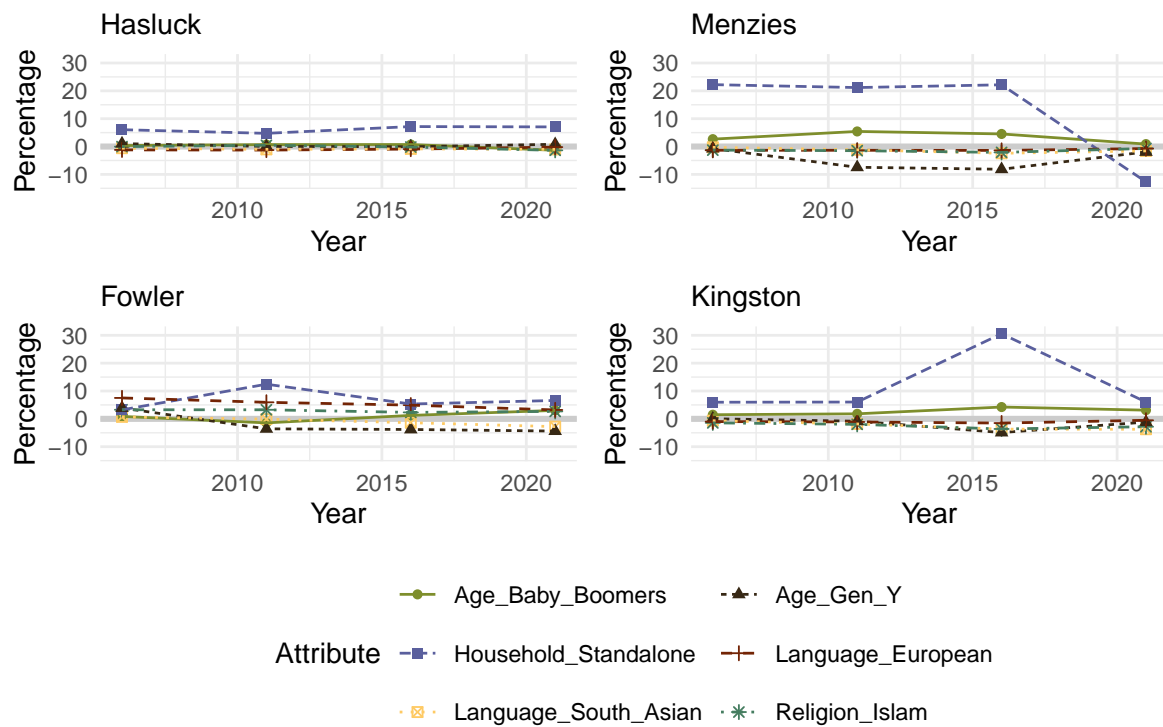 Hasluck
Menzies
Percentage
30
20
10
0
−10
2010
2015
2020
Year
Percentage
30
20
10
0
−10
2010
2015
2020
Year
Fowler
Kingston
Percentage
30
20
10
0
−10
2010
2015
2020
Year
Percentage
30
20
10
0
−10
2010
2015
2020
Year
Attribute
Age_Baby_Boomers
Age_Gen_Y
Household_Standalone
Language_European
Language_South_Asian
Religion_Islam